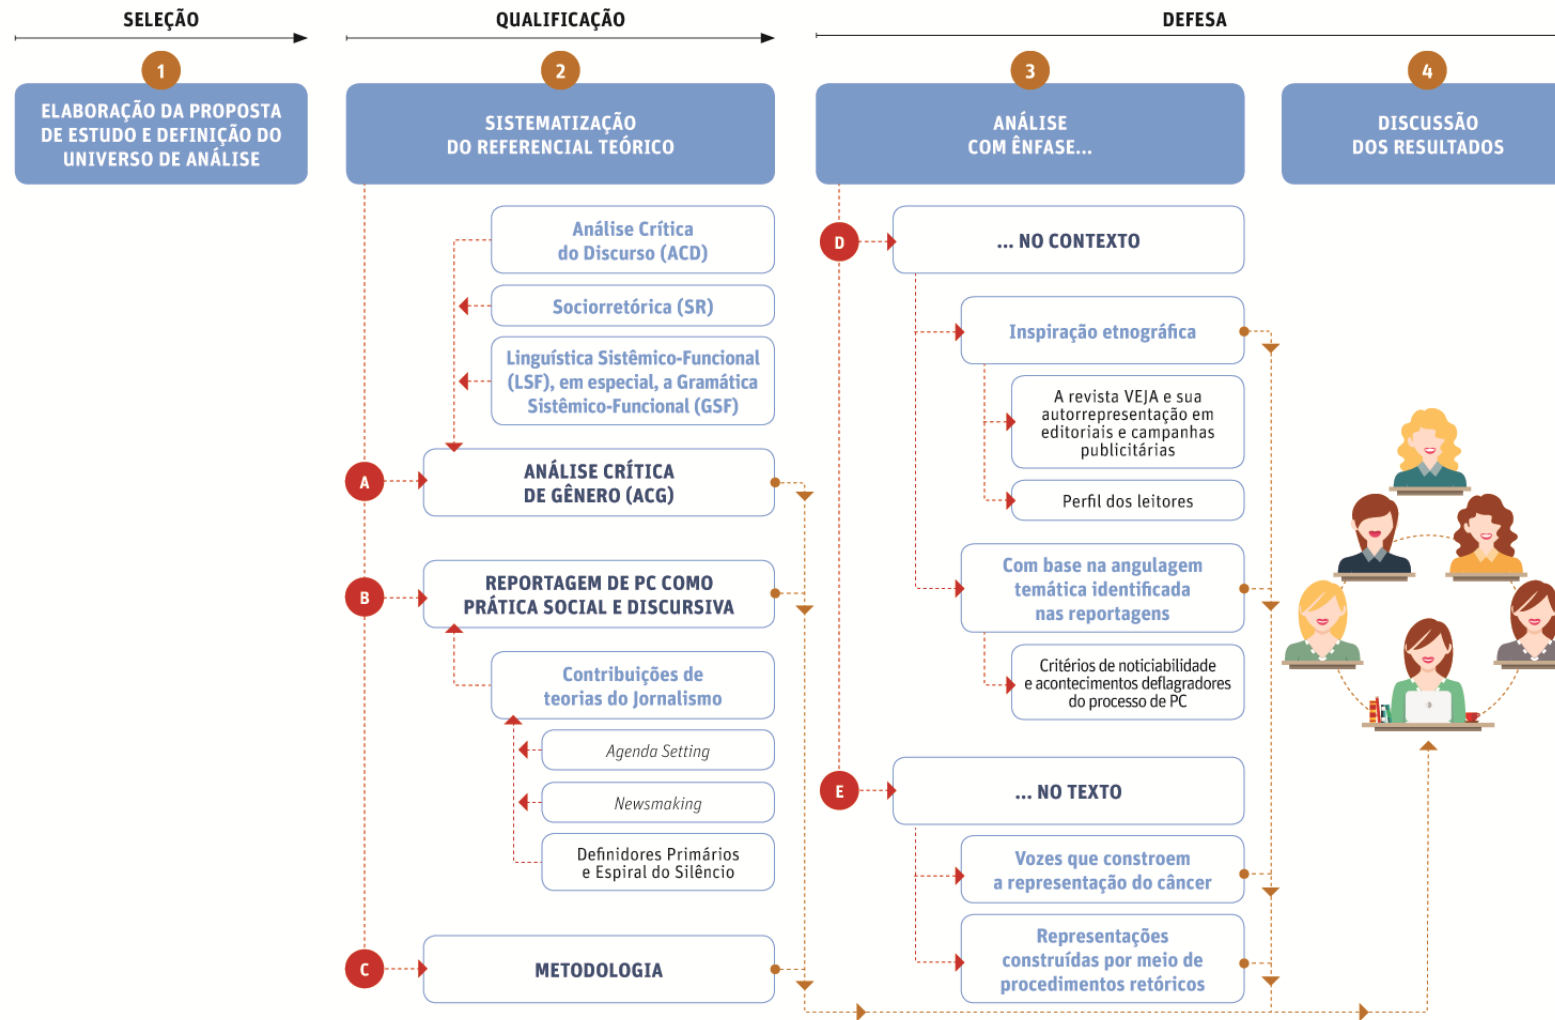 SELEÇÃO
QUALIFICAÇÃO
DEFESA
1
ELABORAÇÃO DA PROPOSTA
DE ESTUDO E DEFINIÇÃO DO
UNIVERSO DE ANÁLISE
2
SISTEMATIZAÇÃO
DO REFERENCIAL TEÓRICO
3
ANÁLISE
COM ÊNFASE...
4
DISCUSSÃO
DOS RESULTADOS
Análise Crítica
do Discurso (ACD)
Sociorretórica (SR)
Linguística Sistêmico-Funcional
(LSF), em especial, a Gramática
Sistêmico-Funcional (GSF)
A
ANÁLISE CRÍTICA
DE GÊNERO (ACG)
B
REPORTAGEM DE PC COMO
PRÁTICA SOCIAL E DISCURSIVA
Contribuições de
teorias do Jornalismo
Agenda Setting
Newsmaking
Definidores Primários
e Espiral do Silêncio
C
METODOLOGIA
D
... NO CONTEXTO
Inspiração etnográfica
A revista VEJA e sua
autorrepresentação em
editoriais e campanhas
publicitárias
Perfil dos leitores
Com base na angulagem
temática identificada
nas reportagens
Critérios de noticiabilidade
e acontecimentos deflagradores
do processo de PC
E
... NO TEXTO
Vozes que constroem
a representação do câncer
Representações
construídas por meio de
procedimentos retóricos